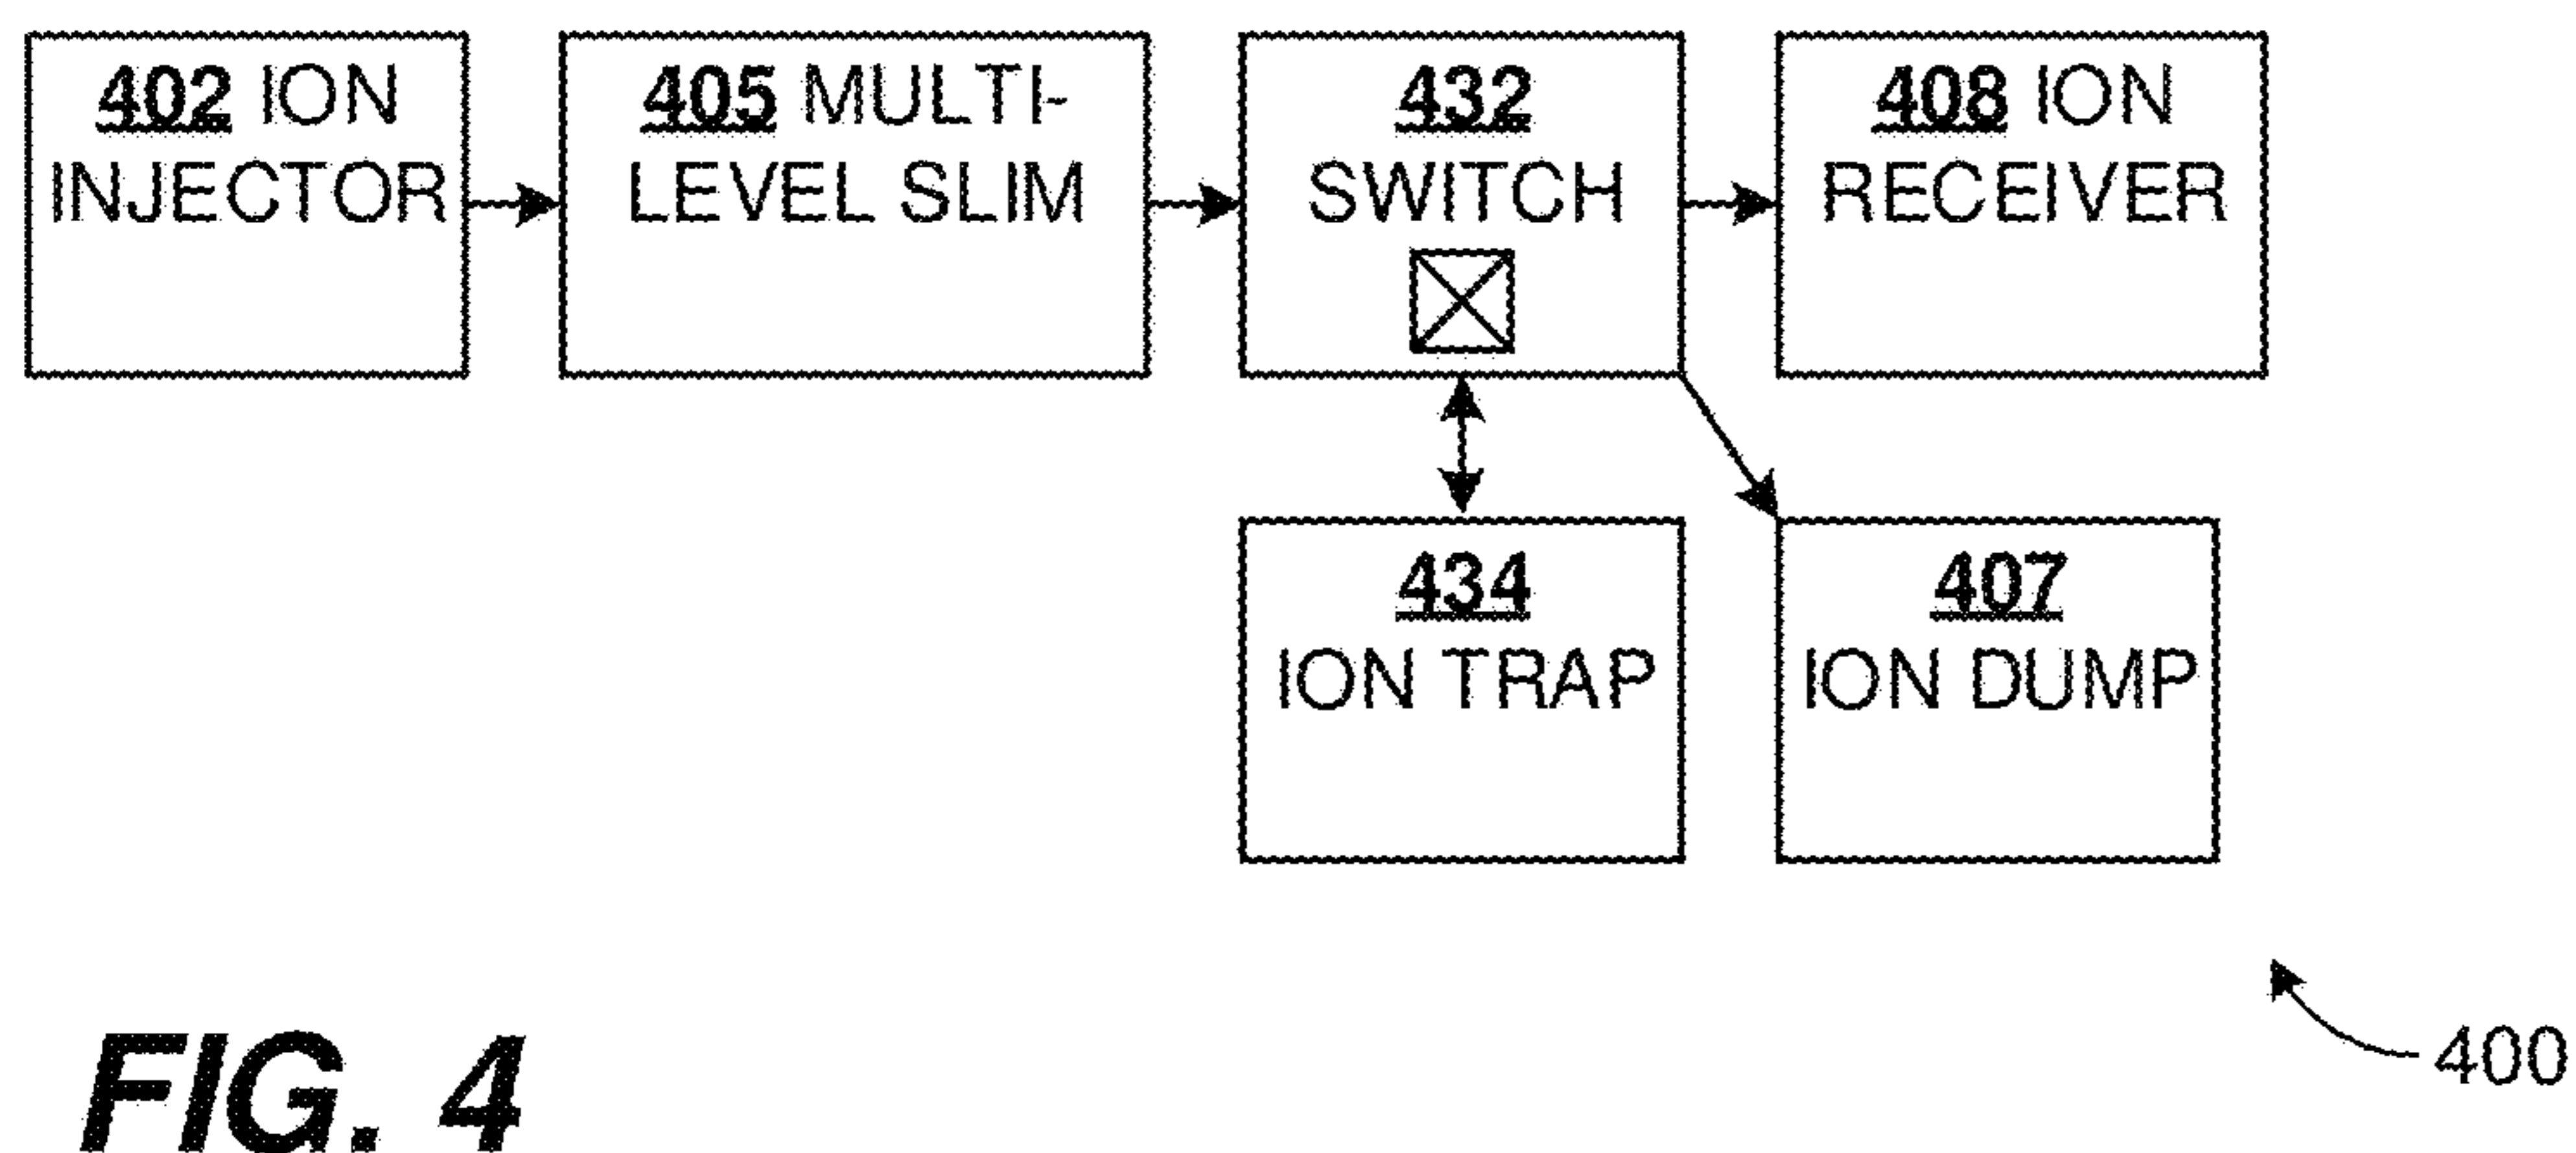 402 ION
INJECTOR
405 MULTI-
LEVEL SLIM
432
SWITCH
408 ION
RECEIVER
434
ION TRAP
407
ION DUMP
400
FIG. 4